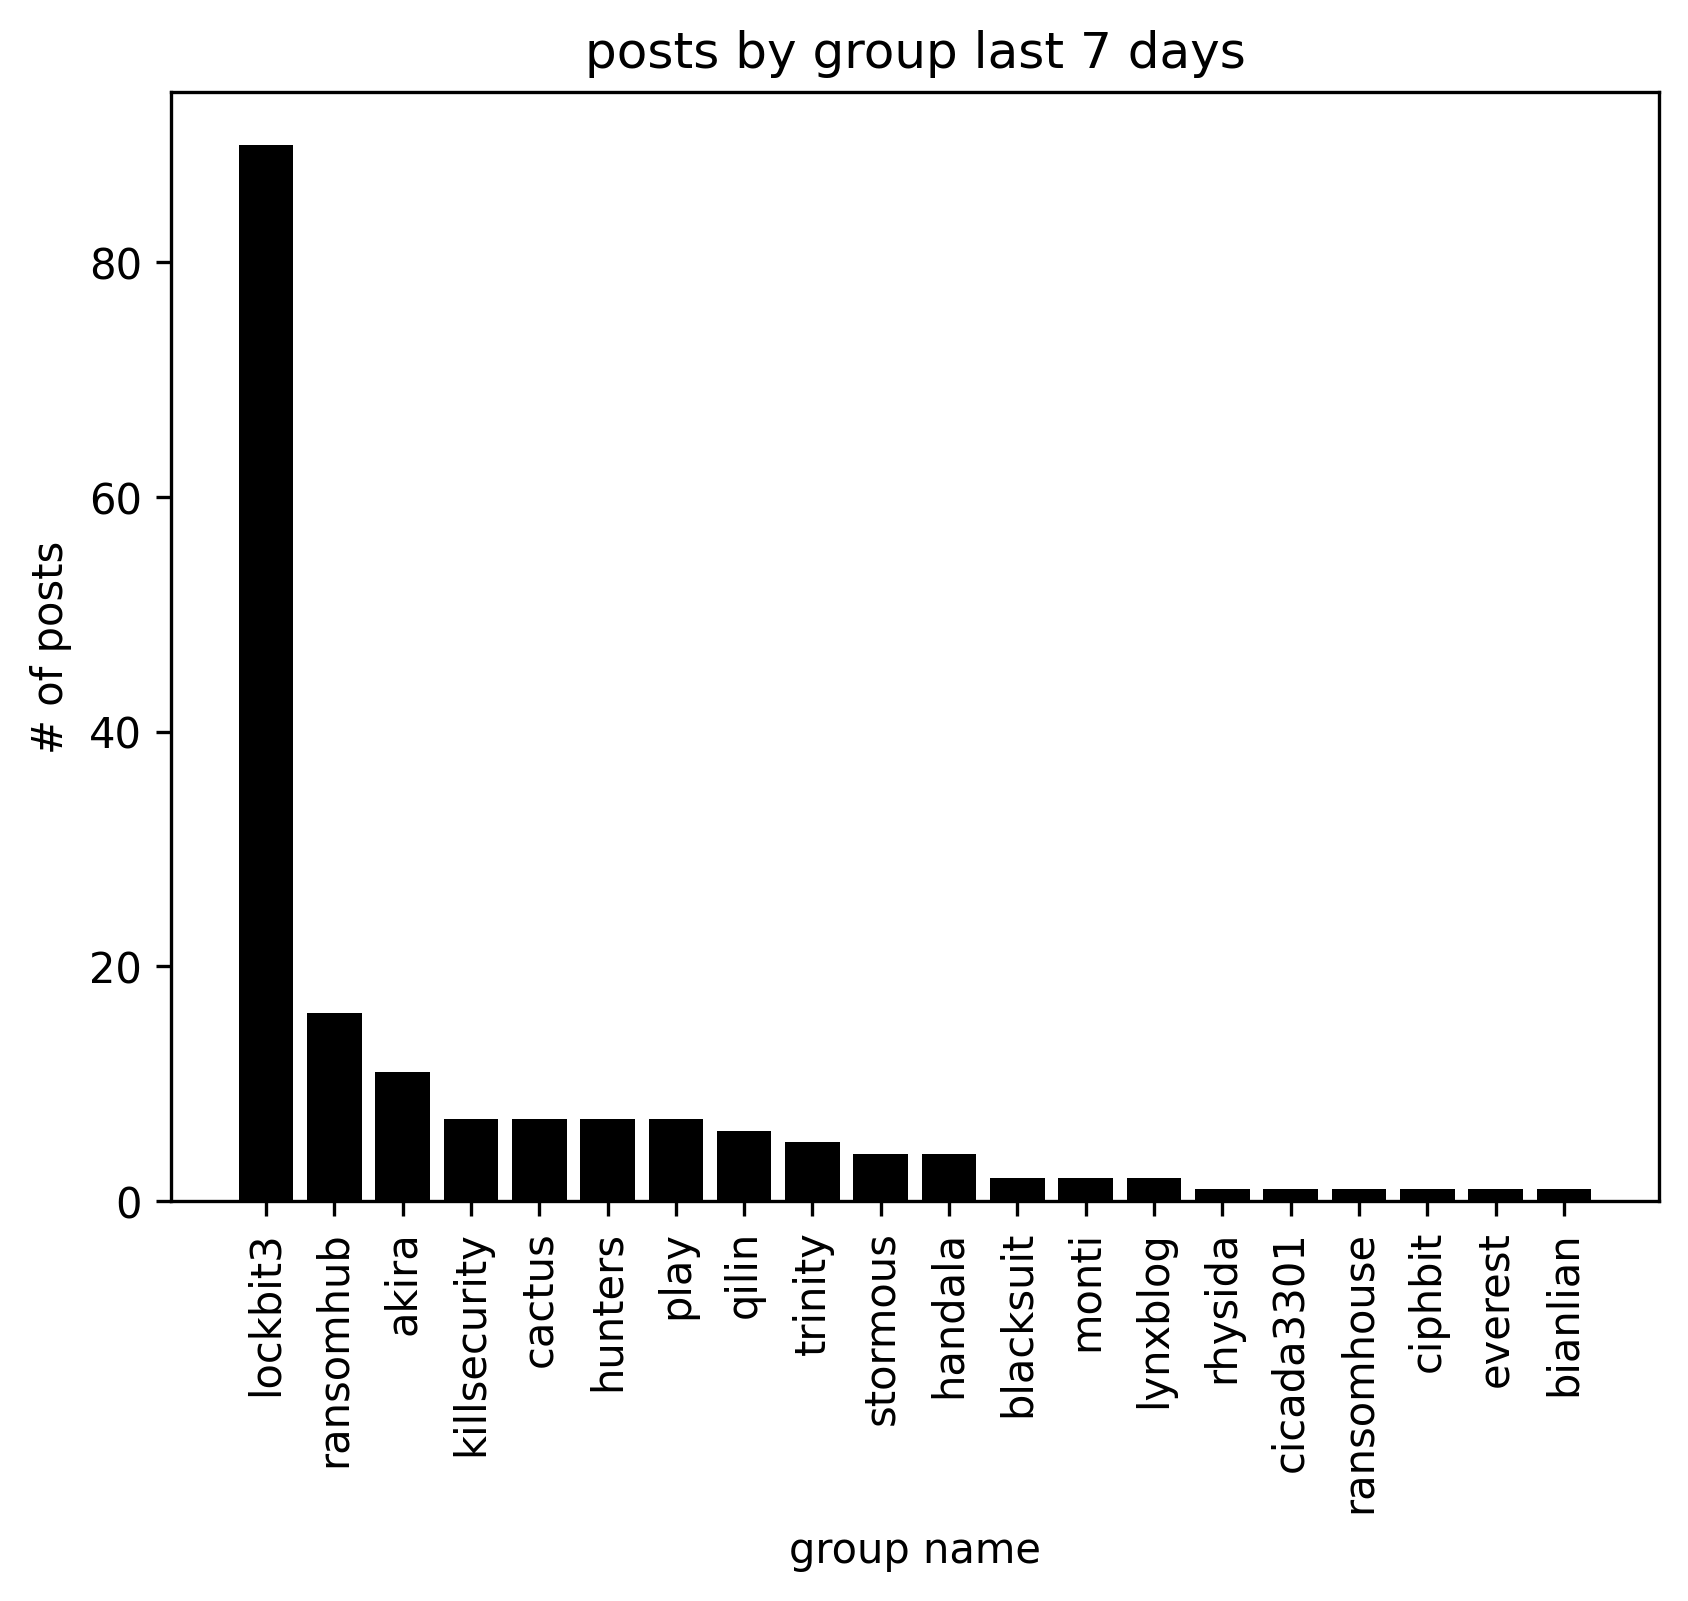 posts by group last 7 days
# of posts
80
60
40
20
0
lockbit3
ransomhub
akira
killsecurity
cactus
hunters
play
qilin
trinity
stormous
handala
blacksuit
monti
lynxblog
rhysida
cicada3301
ransomhouse
ciphbit
everest
bianlian
group name